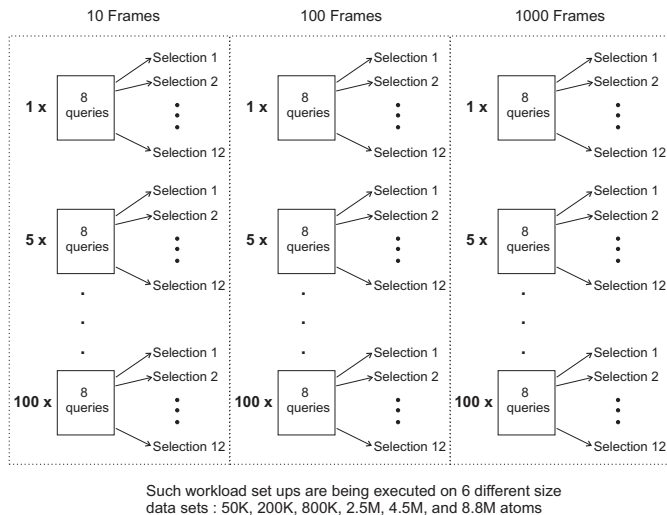 10 Frames
100 Frames
1000 Frames
1 x
8
queries
Selection 1
Selection 2
Selection 12
5 x
8
queries
Selection 1
Selection 2
Selection 12
100 x
8
queries
Selection 1
Selection 2
Selection 12
1 x
8
queries
Selection 1
Selection 2
Selection 12
5 x
8
queries
Selection 1
Selection 2
Selection 12
100 x
8
queries
Selection 1
Selection 2
Selection 12
1 x
8
queries
Selection 1
Selection 2
Selection 12
5 x
8
queries
Selection 1
Selection 2
Selection 12
100 x
8
queries
Selection 1
Selection 2
Selection 12
Such workload set ups are being executed on 6 different size
data sets : 50K, 200K, 800K, 2.5M, 4.5M, and 8.8M atoms